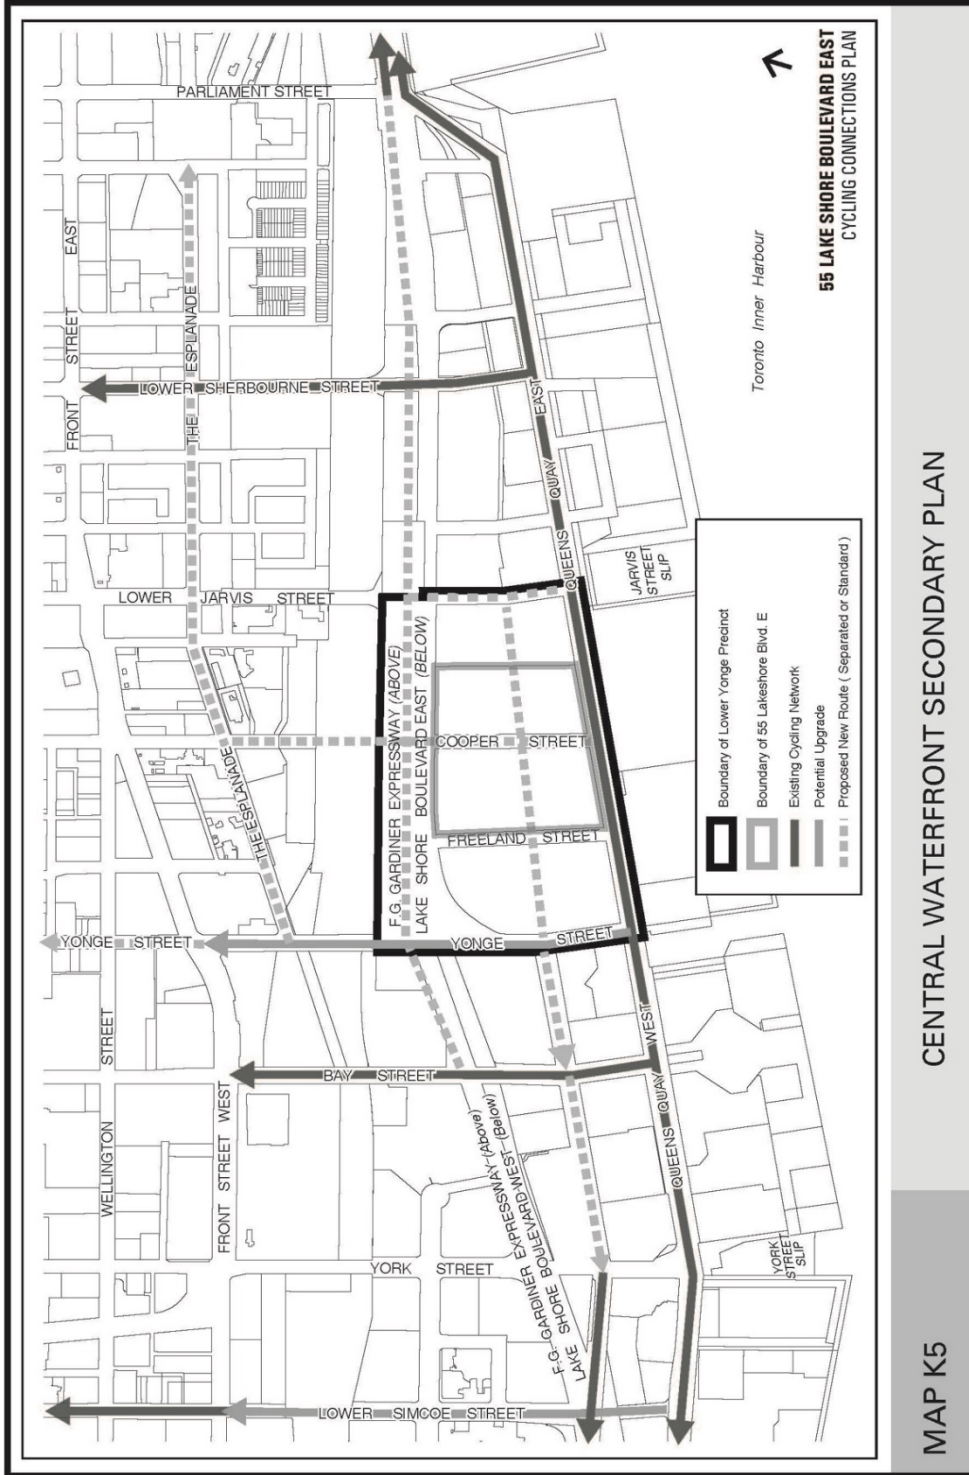 55 LAKE SHORE BOULEVARD EAST
CYCLING CONNECTIONS PLAN
PARLIAMENT STREET
FRONT STREET EAST
THE ESPLANADE
LOWER SHERBOURNE STREET
Toronto Inner Harbour
QUEENS QUAY EAST
LOWER JARVIS STREET
JARVIS
STREET
SLIP
F.G. GARDINER EXPRESSWAY (ABOVE)
LAKE SHORE BOULEVARD EAST (BELOW)
COOPER STREET
FREELAND STREET
THE ESPLANADE
YONGE STREET
YONGE STREET
WELLINGTON STREET
FRONT STREET WEST
BAY STREET
QUEENS QUAY WEST
F.G. GARDINER EXPRESSWAY (Above)
LAKE SHORE BOULEVARD WEST (Below)
YORK STREET
YORK
STREET
SLIP
LOWER SIMCOE STREET
Boundary of Lower Yonge Precinct
Boundary of 55 Lakeshore Blvd. E
Existing Cycling Network
Potential Upgrade
Proposed New Route ( Separated or Standard )
MAP K5
CENTRAL WATERFRONT SECONDARY PLAN